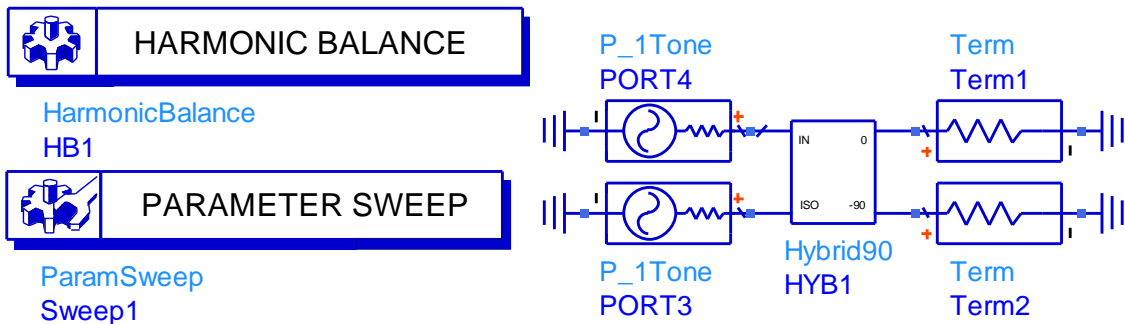 HARMONIC BALANCE
HarmonicBalance
HB1
PARAMETER SWEEP
ParamSweep
Sweep1
P_1Tone
PORT4
Term
Term1
IN 0
ISO -90
Hybrid90
HYB1
P_1Tone
PORT3
Term
Term2